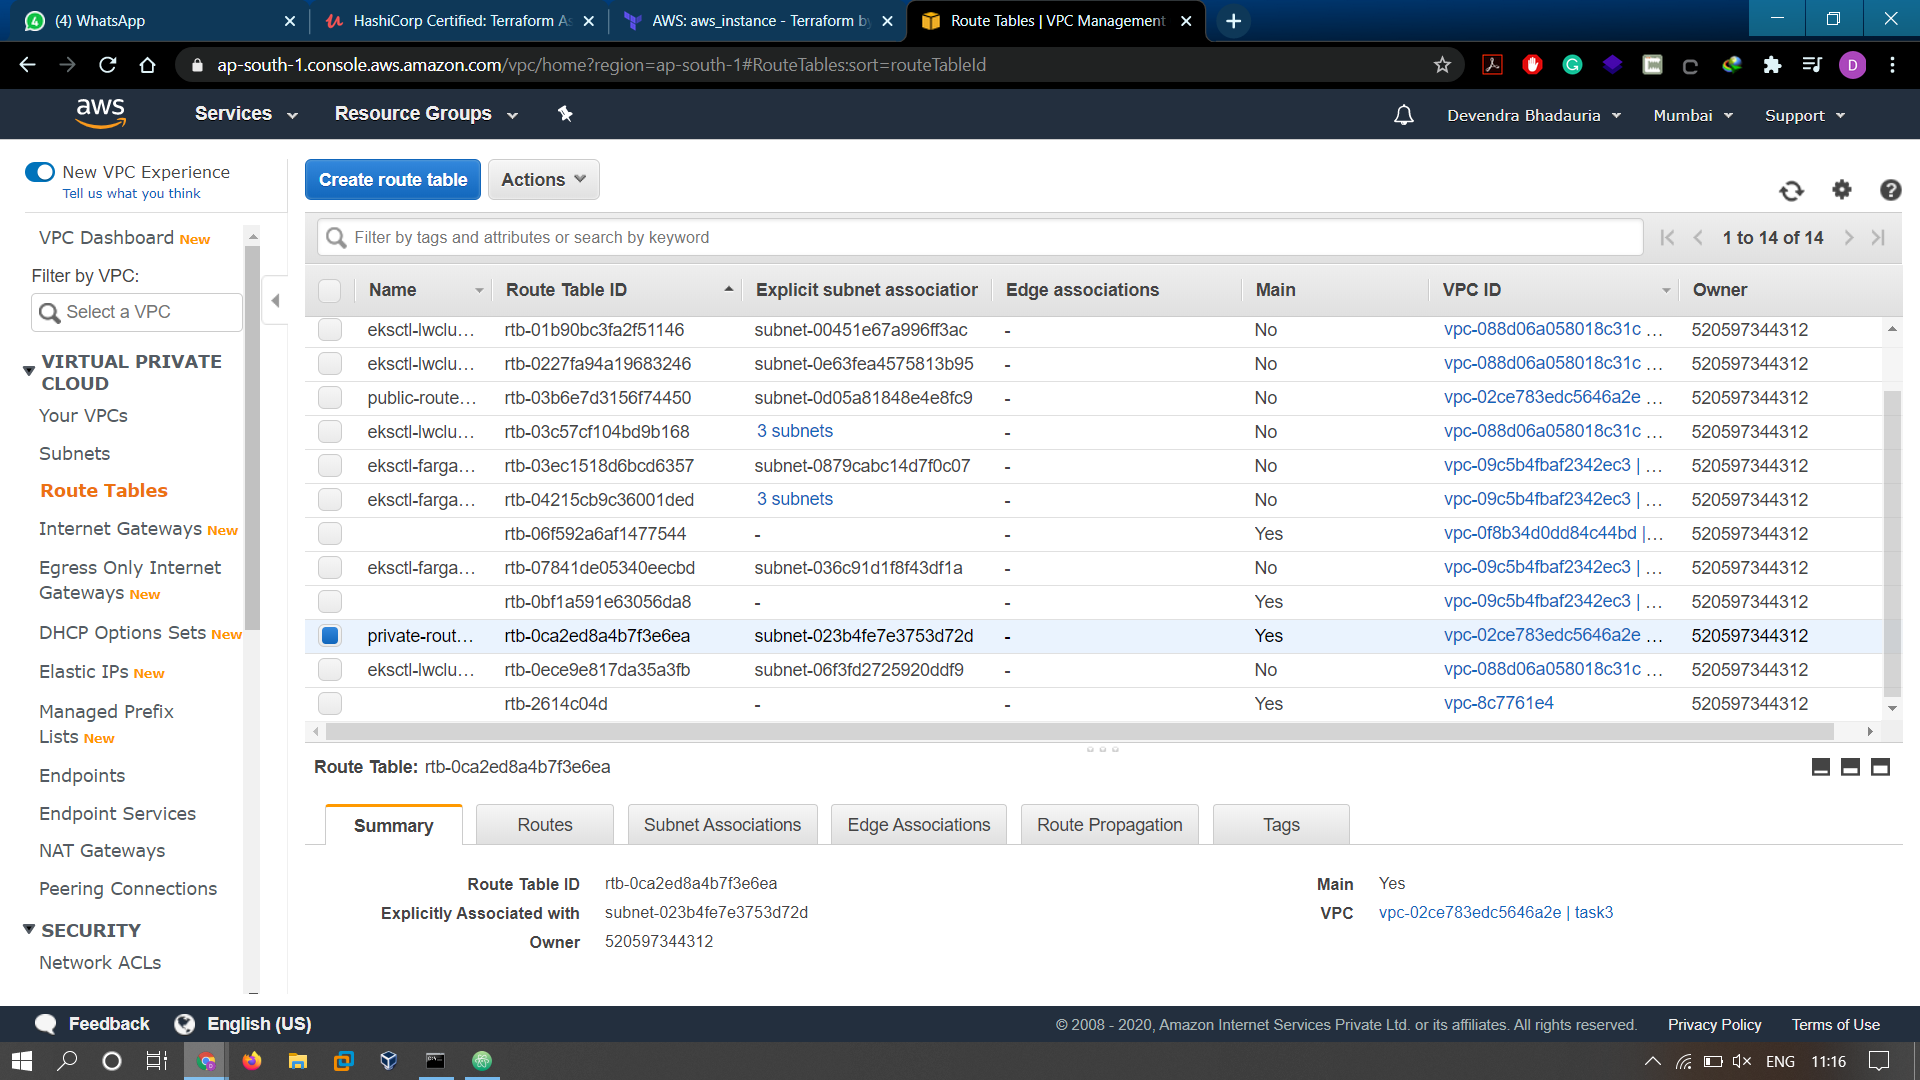 (4) WhatsApp
HashiCorp Certified: Terraform As
AWS: aws_instance - Terraform by
Route Tables | VPC Management
ap-south-1.console.aws.amazon.com/vpc/home?region=ap-south-1#RouteTables:sort=routeTableId
D
aws
Services
Resource Groups
Devendra Bhadauria
Mumbai
Support
New VPC Experience
Tell us what you think
Create route table
Actions
VPC Dashboard New
Filter by VPC:
Select a VPC
VIRTUAL PRIVATE
CLOUD
Your VPCs
Subnets
Route Tables
Internet Gateways New
Egress Only Internet
Gateways New
DHCP Options Sets New
Elastic IPs New
Managed Prefix
Lists New
Endpoints
Endpoint Services
NAT Gateways
Peering Connections
SECURITY
Network ACLs
Filter by tags and attributes or search by keyword
1 to 14 of 14
Name Route Table ID Explicit subnet association Edge associations Main VPC ID Owner
eksctl-lwclu... rtb-01b90bc3fa2f51146 subnet-00451e67a996ff3ac - No vpc-088d06a058018c31c ... 520597344312
eksctl-lwclu... rtb-0227fa94a19683246 subnet-0e63fea4575813b95 - No vpc-088d06a058018c31c ... 520597344312
public-route... rtb-03b6e7d3156f74450 subnet-0d05a81848e4e8fc9 - No vpc-02ce783edc5646a2e ... 520597344312
eksctl-lwclu... rtb-03c57cf104bd9b168 3 subnets - No vpc-088d06a058018c31c ... 520597344312
eksctl-farga... rtb-03ec1518d6bcd6357 subnet-0879cabc14d7f0c07 - No vpc-09c5b4fbaf2342ec3 | ... 520597344312
eksctl-farga... rtb-04215cb9c36001ded 3 subnets - No vpc-09c5b4fbaf2342ec3 | ... 520597344312
rtb-06f592a6af1477544 - - Yes vpc-0f8b34d0dd84c44bd |... 520597344312
eksctl-farga... rtb-07841de05340eecbd subnet-036c91d1f8f43df1a - No vpc-09c5b4fbaf2342ec3 | ... 520597344312
rtb-0bf1a591e63056da8 - - Yes vpc-09c5b4fbaf2342ec3 | ... 520597344312
private-rout... rtb-0ca2ed8a4b7f3e6ea subnet-023b4fe7e3753d72d - Yes vpc-02ce783edc5646a2e ... 520597344312
eksctl-lwclu... rtb-0ece9e817da35a3fb subnet-06f3fd2725920ddf9 - No vpc-088d06a058018c31c ... 520597344312
rtb-2614c04d - - Yes vpc-8c7761e4 520597344312
Route Table: rtb-0ca2ed8a4b7f3e6ea
Summary Routes Subnet Associations Edge Associations Route Propagation Tags
Route Table ID rtb-0ca2ed8a4b7f3e6ea Main Yes
Explicitly Associated with subnet-023b4fe7e3753d72d VPC vpc-02ce783edc5646a2e | task3
Owner 520597344312
Feedback English (US) © 2008 - 2020, Amazon Internet Services Private Ltd. or its affiliates. All rights reserved. Privacy Policy Terms of Use
ENG 11:16